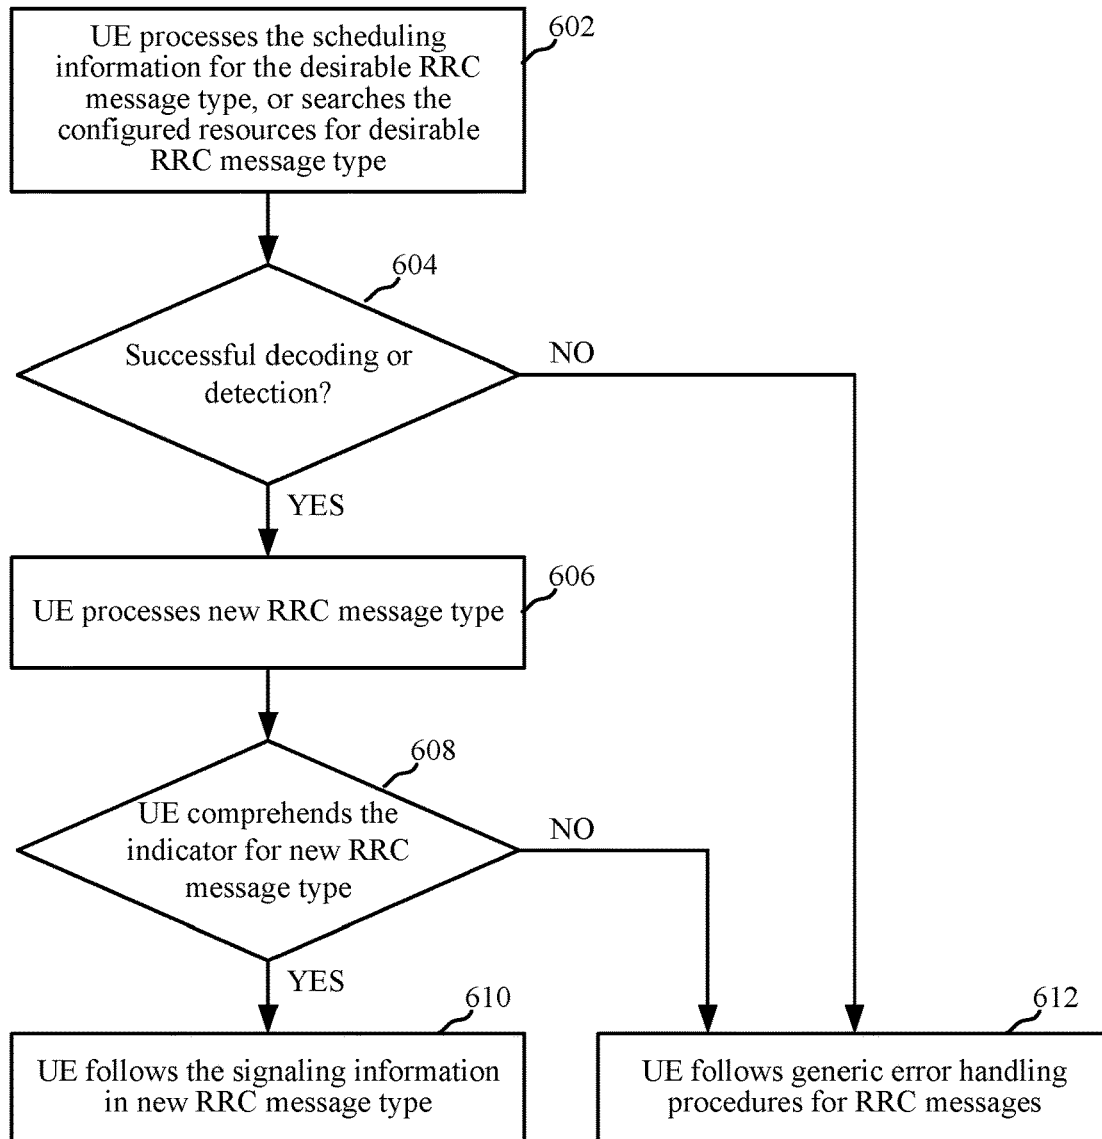 UE processes the scheduling
information for the desirable RRC
message type, or searches the
configured resources for desirable
RRC message type
602
604
Successful decoding or
detection?
NO
YES
606
UE processes new RRC message type
608
UE comprehends the
indicator for new RRC
message type
NO
YES
610
UE follows the signaling information
in new RRC message type
612
UE follows generic error handling
procedures for RRC messages